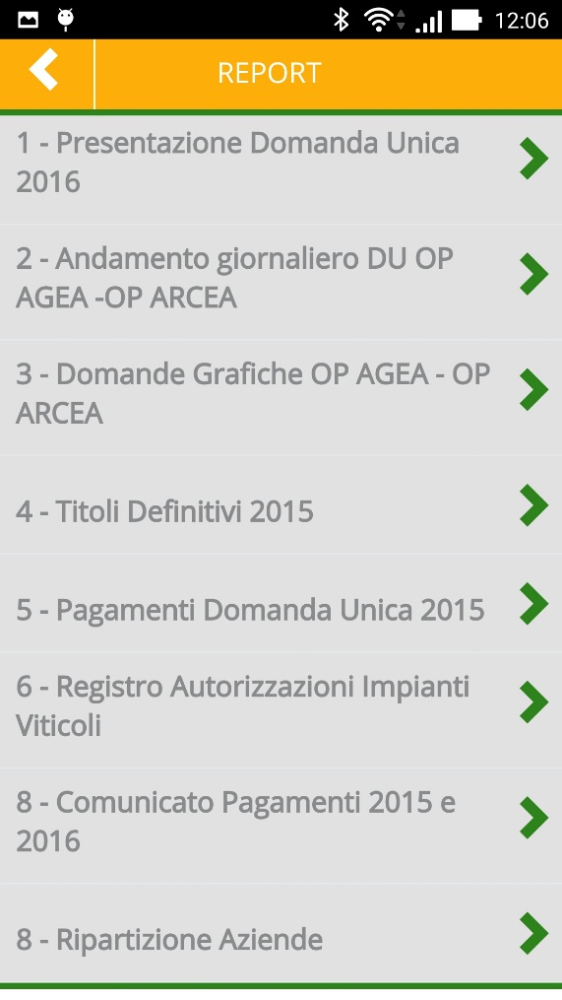 12:06
REPORT
1 - Presentazione Domanda Unica
2016
2 - Andamento giornaliero DU OP
AGEA -OP ARCEA
3 - Domande Grafiche OP AGEA - OP
ARCEA
4 - Titoli Definitivi 2015
5 - Pagamenti Domanda Unica 2015
6 - Registro Autorizzazioni Impianti
Viticoli
8 - Comunicato Pagamenti 2015 e
2016
8 - Ripartizione Aziende